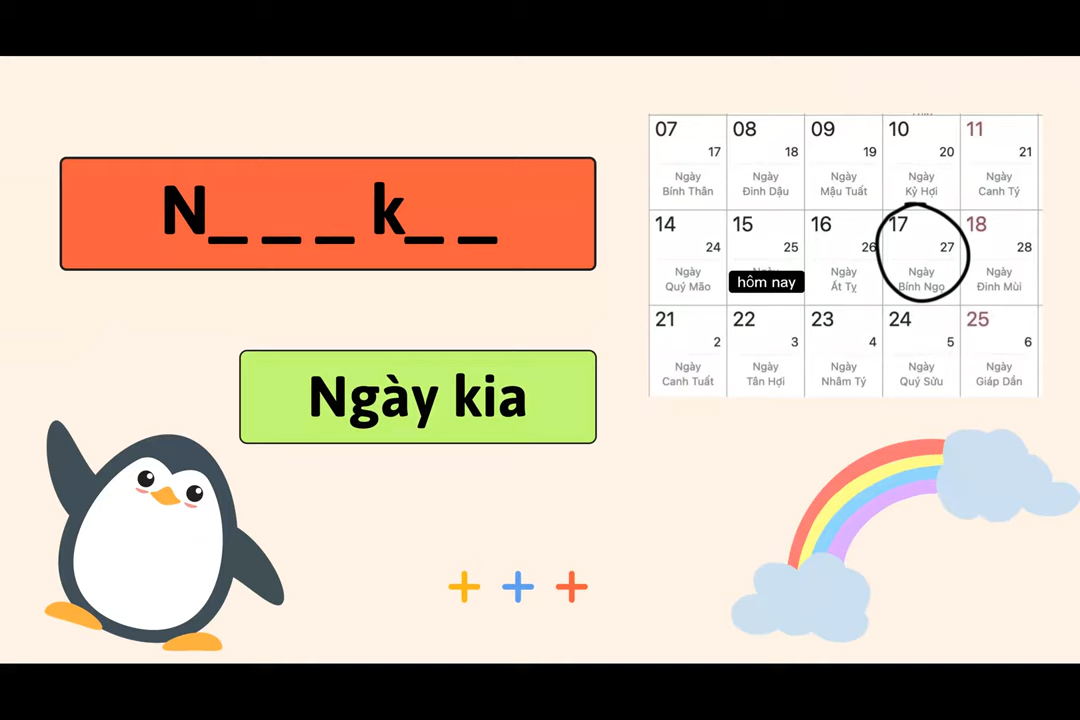 N_ _ _ k_ _
Ngày kia
07 08 09 10 11
17 18 19 20 21
Ngày Ngày Ngày Ngày Ngày
Bính Thân Đinh Dậu Mậu Tuất Kỷ Hợi Canh Tý
14 15 16 17 18
24 25 26 27 28
Ngày Ngày Ngày Ngày
Quý Mão hôm nay Ất Tỵ Bính Ngọ Đinh Mùi
21 22 23 24 25
2 3 4 5 6
Ngày Ngày Ngày Ngày Ngày
Canh Tuất Tân Hợi Nhâm Tý Quý Sửu Giáp Dần